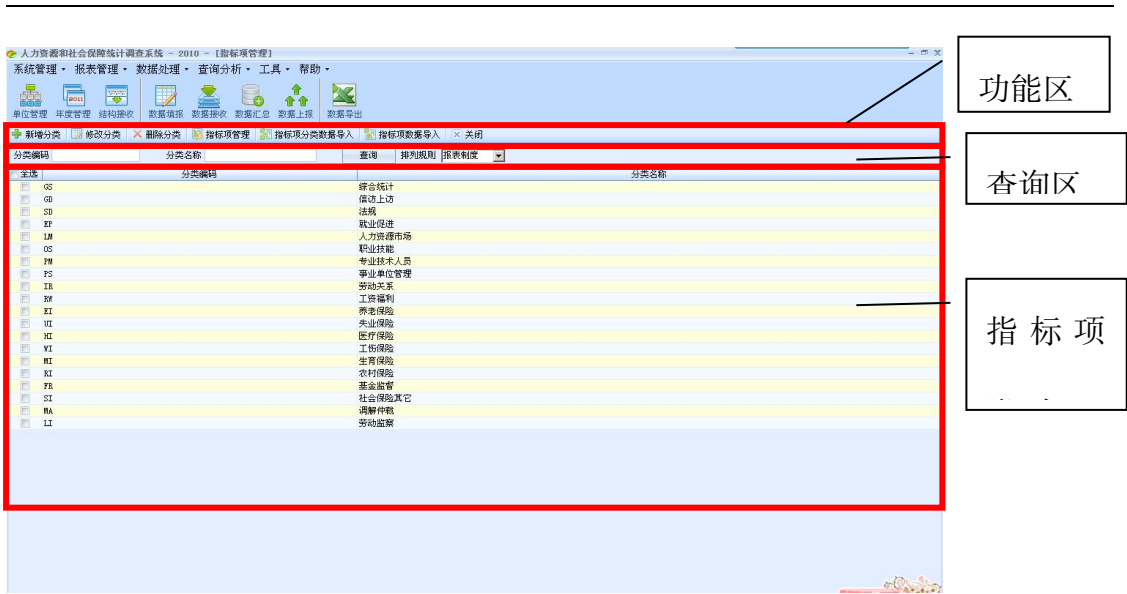 人力资源和社会保障统计调查系统 - 2010 - [指标项管理]
系统管理 报表管理 数据处理 查询分析 工具 帮助
单位管理 年度管理 结构接收 数据填报 数据接收 数据汇总 数据上报 数据导出
新增分类 修改分类 删除分类 指标项管理 指标项分类数据导入 指标项数据导入 关闭
分类编码 分类名称 查询 排列规则 报表制度
全选 分类编码 分类名称
GS 综合统计
GD 信访上访
SD 法规
EP 就业促进
LM 人力资源市场
OS 职业技能
PM 专业技术人员
PS 事业单位管理
IR 劳动关系
RW 工资福利
EI 养老保险
UI 失业保险
HI 医疗保险
VI 工伤保险
MI 生育保险
RI 农村保险
FR 基金监督
SI 社会保险其它
MA 调解仲裁
LI 劳动监察
功能区
查询区
指标项